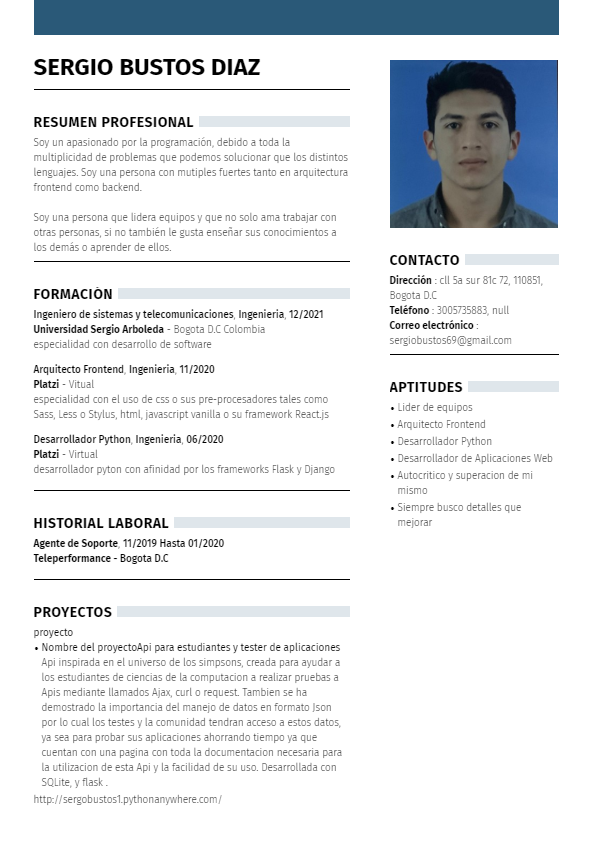 SERGIO BUSTOS DIAZ
RESUMEN PROFESIONAL
Soy un apasionado por la programación, debido a toda la
multiplicidad de problemas que podemos solucionar que los distintos
lenguajes. Soy una persona con mutiples fuertes tanto en arquitectura
frontend como backend.
Soy una persona que lidera equipos y que no solo ama trabajar con
otras personas, si no también le gusta enseñar sus conocimientos a
los demás o aprender de ellos.
FORMACIÓN
Ingeniero de sistemas y telecomunicaciones, Ingenieria, 12/2021
Universidad Sergio Arboleda - Bogota D.C Colombia
especialidad con desarrollo de software
Arquitecto Frontend, Ingenieria, 11/2020
Platzi - Vitual
especialidad con el uso de css o sus pre-procesadores tales como
Sass, Less o Stylus, html, javascript vanilla o su framework React.js
Desarrollador Python, Ingenieria, 06/2020
Platzi - Virtual
desarrollador pyton con afinidad por los frameworks Flask y Django
HISTORIAL LABORAL
Agente de Soporte, 11/2019 Hasta 01/2020
Teleperformance - Bogota D.C
PROYECTOS
proyecto
• Nombre del proyectoApi para estudiantes y tester de aplicaciones
Api inspirada en el universo de los simpsons, creada para ayudar a
los estudiantes de ciencias de la computacion a realizar pruebas a
Apis mediante llamados Ajax, curl o request. Tambien se ha
demostrado la importancia del manejo de datos en formato Json
por lo cual los testes y la comunidad tendran acceso a estos datos,
ya sea para probar sus aplicaciones ahorrando tiempo ya que
cuentan con una pagina con toda la documentacion necesaria para
la utilizacion de esta Api y la facilidad de su uso. Desarrollada con
SQLite, y flask .
http://sergobustos1.pythonanywhere.com/
CONTACTO
Dirección : cll 5a sur 81c 72, 110851,
Bogota D.C
Teléfono : 3005735883, null
Correo electrónico :
sergiobustos69@gmail.com
APTITUDES
• Lider de equipos
• Arquitecto Frontend
• Desarrollador Python
• Desarrollador de Aplicaciones Web
• Autocritico y superacion de mi
mismo
• Siempre busco detalles que
mejorar